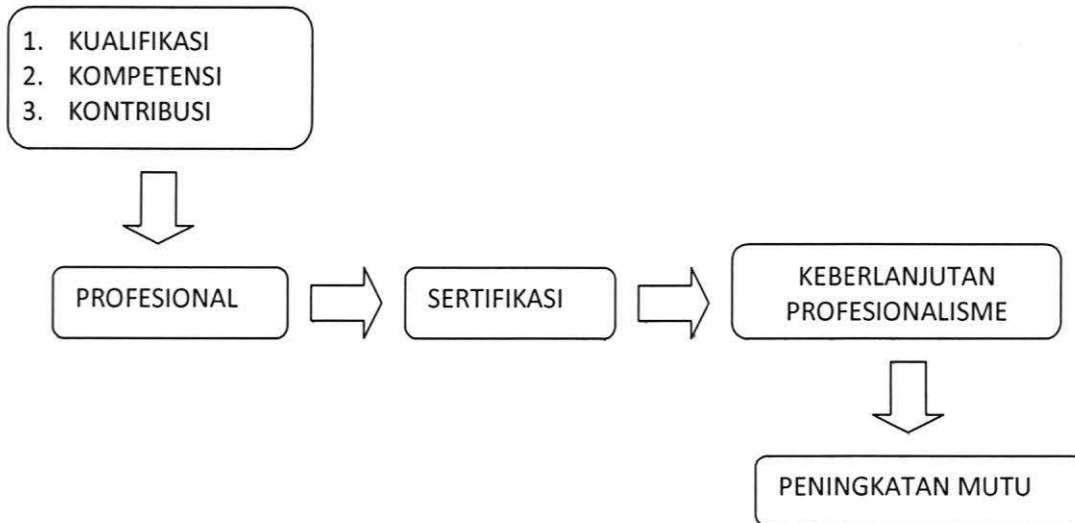 1. KUALIFIKASI
2. KOMPETENSI
3. KONTRIBUSI
PROFESIONAL
SERTIFIKASI
KEBERLANJUTAN
PROFESIONALISME
PENINGKATAN MUTU